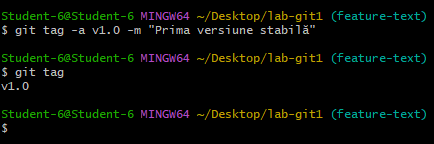 Student-6@Student-6 MINGW64 ~/Desktop/lab-git1 (feature-text)
$ git tag -a v1.0 -m "Prima versiune stabilă"
Student-6@Student-6 MINGW64 ~/Desktop/lab-git1 (feature-text)
$ git tag
v1.0
Student-6@Student-6 MINGW64 ~/Desktop/lab-git1 (feature-text)
$